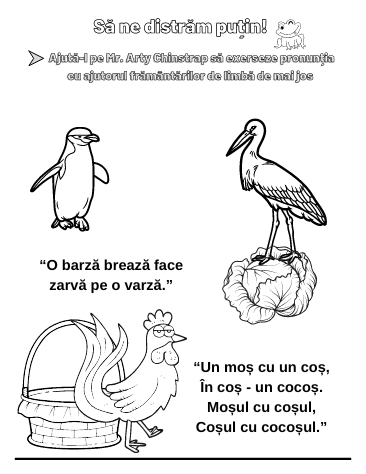 Să ne distrăm puțin!
Ajută-l pe Mr. Arty Chinstrap să exerseze pronunția
cu ajutorul frământărilor de limbă de mai jos
“O barză brează face
zarvă pe o varză.”
“Un moș cu un coș,
În coș - un cocoș.
Moșul cu coșul,
Coșul cu cocoșul.”